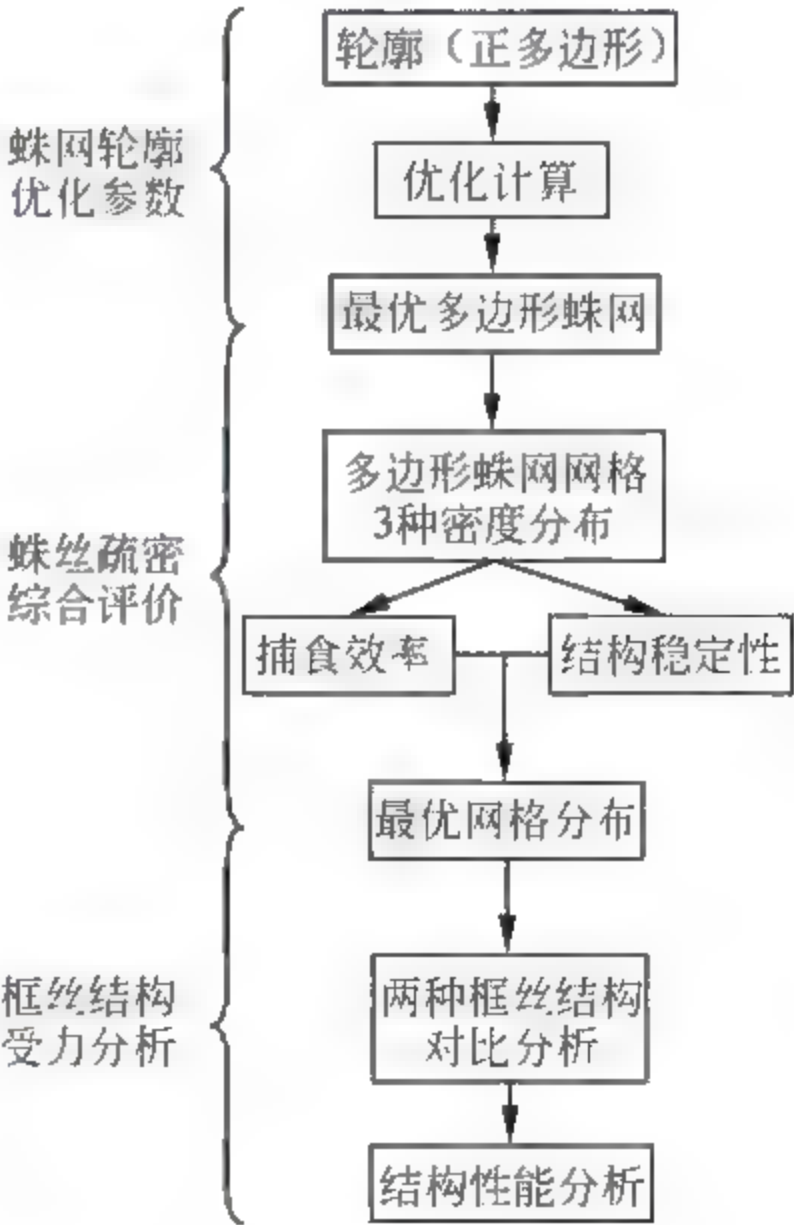 轮廓（正多边形）
蛛网轮廓
优化参数
优化计算
最优多边形蛛网
多边形蛛网网格
3种密度分布
蛛丝疏密
综合评价
捕食效率
结构稳定性
最优网格分布
框丝结构
受力分析
两种框丝结构
对比分析
结构性能分析